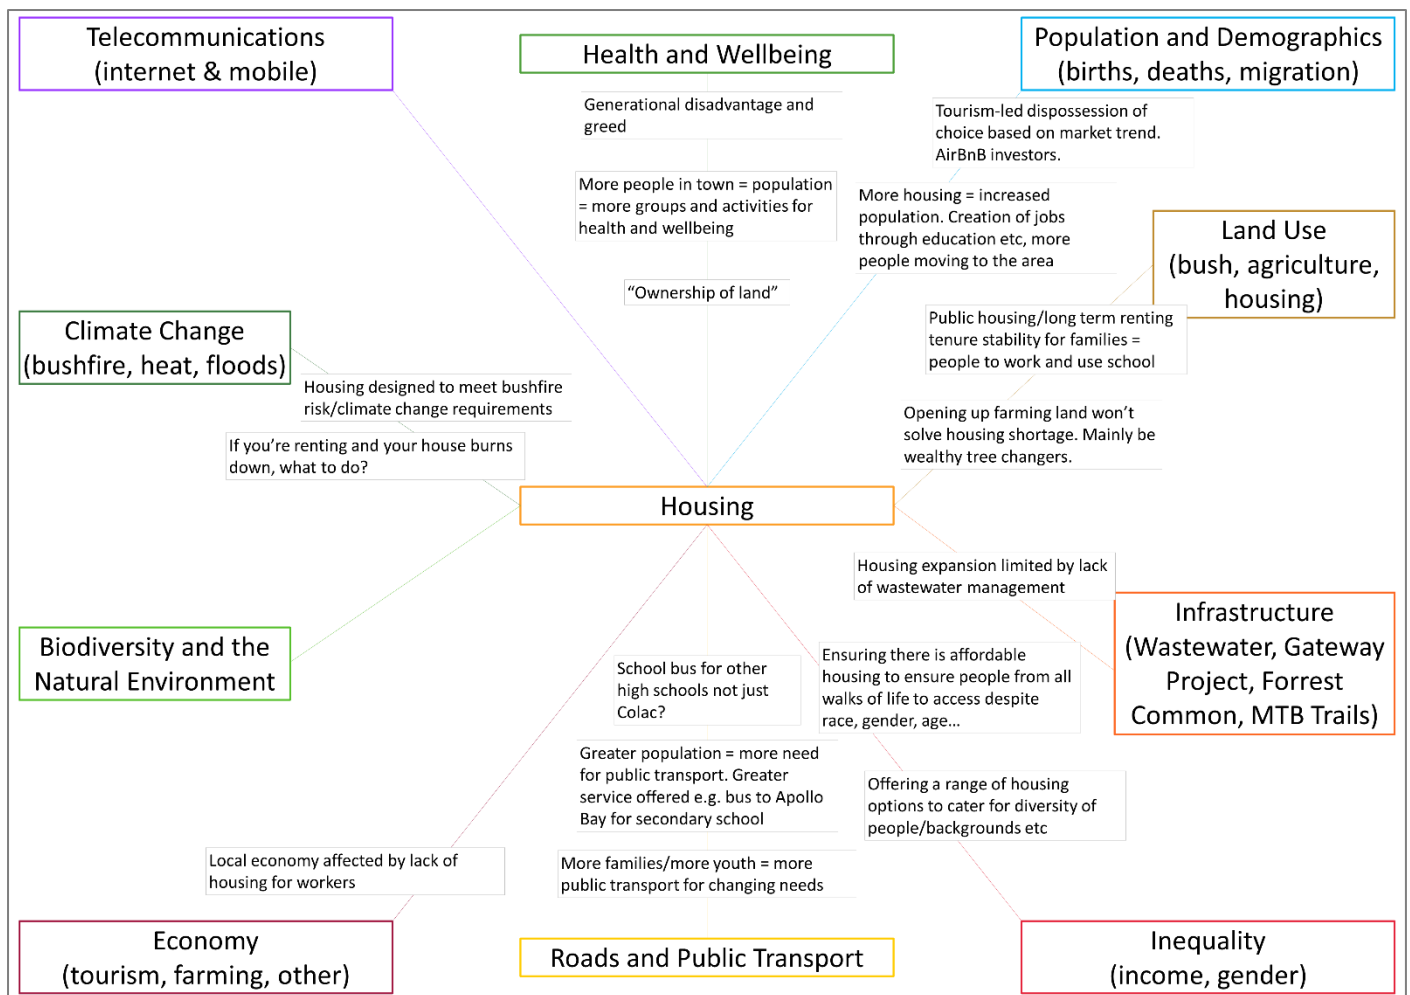 Telecommunications
(internet & mobile)
Health and Wellbeing
Population and Demographics
(births, deaths, migration)
Generational disadvantage and
greed
Tourism-led dispossession of
choice based on market trend.
AirBnB investors.
More people in town = population
= more groups and activities for
health and wellbeing
More housing = increased
population. Creation of jobs
through education etc, more
people moving to the area
Land Use
(bush, agriculture,
housing)
“Ownership of land”
Climate Change
(bushfire, heat, floods)
Public housing/long term renting
tenure stability for families =
people to work and use school
Housing designed to meet bushfire
risk/climate change requirements
If you’re renting and your house burns
down, what to do?
Opening up farming land won’t
solve housing shortage. Mainly be
wealthy tree changers.
Housing
Housing expansion limited by lack
of wastewater management
Infrastructure
(Wastewater, Gateway
Project, Forrest
Common, MTB Trails)
Biodiversity and the
Natural Environment
School bus for other
high schools not just
Colac?
Ensuring there is affordable
housing to ensure people from all
walks of life to access despite
race, gender, age…
Greater population = more need
for public transport. Greater
service offered e.g. bus to Apollo
Bay for secondary school
Offering a range of housing
options to cater for diversity of
people/backgrounds etc
Local economy affected by lack of
housing for workers
More families/more youth = more
public transport for changing needs
Economy
(tourism, farming, other)
Roads and Public Transport
Inequality
(income, gender)